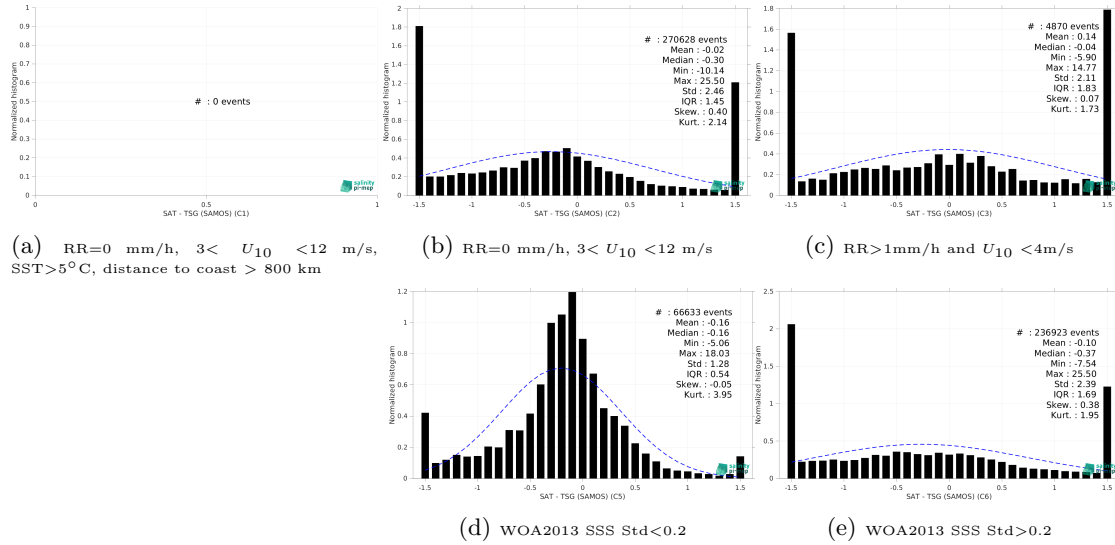 1
0.9
0.8
0.7
0.6
0.5
0.4
0.3
0.2
0.1
0
Normalized histogram
# : 0 events
0 0.5 1
SAT - TSG (SAMOS) (C1)
salinity
pi-mep
(a) RR=0 mm/h, 3< U10 <12 m/s,
SST>5°C, distance to coast > 800 km
2
1.8
1.6
1.4
1.2
1
0.8
0.6
0.4
0.2
0
Normalized histogram
# : 270628 events
Mean : -0.02
Median : -0.30
Min : -10.14
Max : 25.50
Std : 2.46
IQR : 1.45
Skew. : 0.40
Kurt. : 2.14
-1.5 -1 -0.5 0 0.5 1 1.5
SAT - TSG (SAMOS) (C2)
salinity
pi-mep
(b) RR=0 mm/h, 3< U10 <12 m/s
1.8
1.6
1.4
1.2
1
0.8
0.6
0.4
0.2
0
Normalized histogram
# : 4870 events
Mean : 0.14
Median : -0.04
Min : -5.90
Max : 14.77
Std : 2.11
IQR : 1.83
Skew. : 0.07
Kurt. : 1.73
-1.5 -1 -0.5 0 0.5 1 1.5
SAT - TSG (SAMOS) (C3)
salinity
pi-mep
(c) RR>1mm/h and U10 <4m/s
1.2
1
0.8
0.6
0.4
0.2
0
Normalized histogram
# : 66633 events
Mean : -0.16
Median : -0.16
Min : -5.06
Max : 18.03
Std : 1.28
IQR : 0.54
Skew. : -0.05
Kurt. : 3.95
-1.5 -1 -0.5 0 0.5 1 1.5
SAT - TSG (SAMOS) (C5)
salinity
pi-mep
(d) WOA2013 SSS Std<0.2
2.5
2
1.5
1
0.5
0
Normalized histogram
# : 236923 events
Mean : -0.10
Median : -0.37
Min : -7.54
Max : 25.50
Std : 2.39
IQR : 1.69
Skew. : 0.38
Kurt. : 1.95
-1.5 -1 -0.5 0 0.5 1 1.5
SAT - TSG (SAMOS) (C6)
salinity
pi-mep
(e) WOA2013 SSS Std>0.2